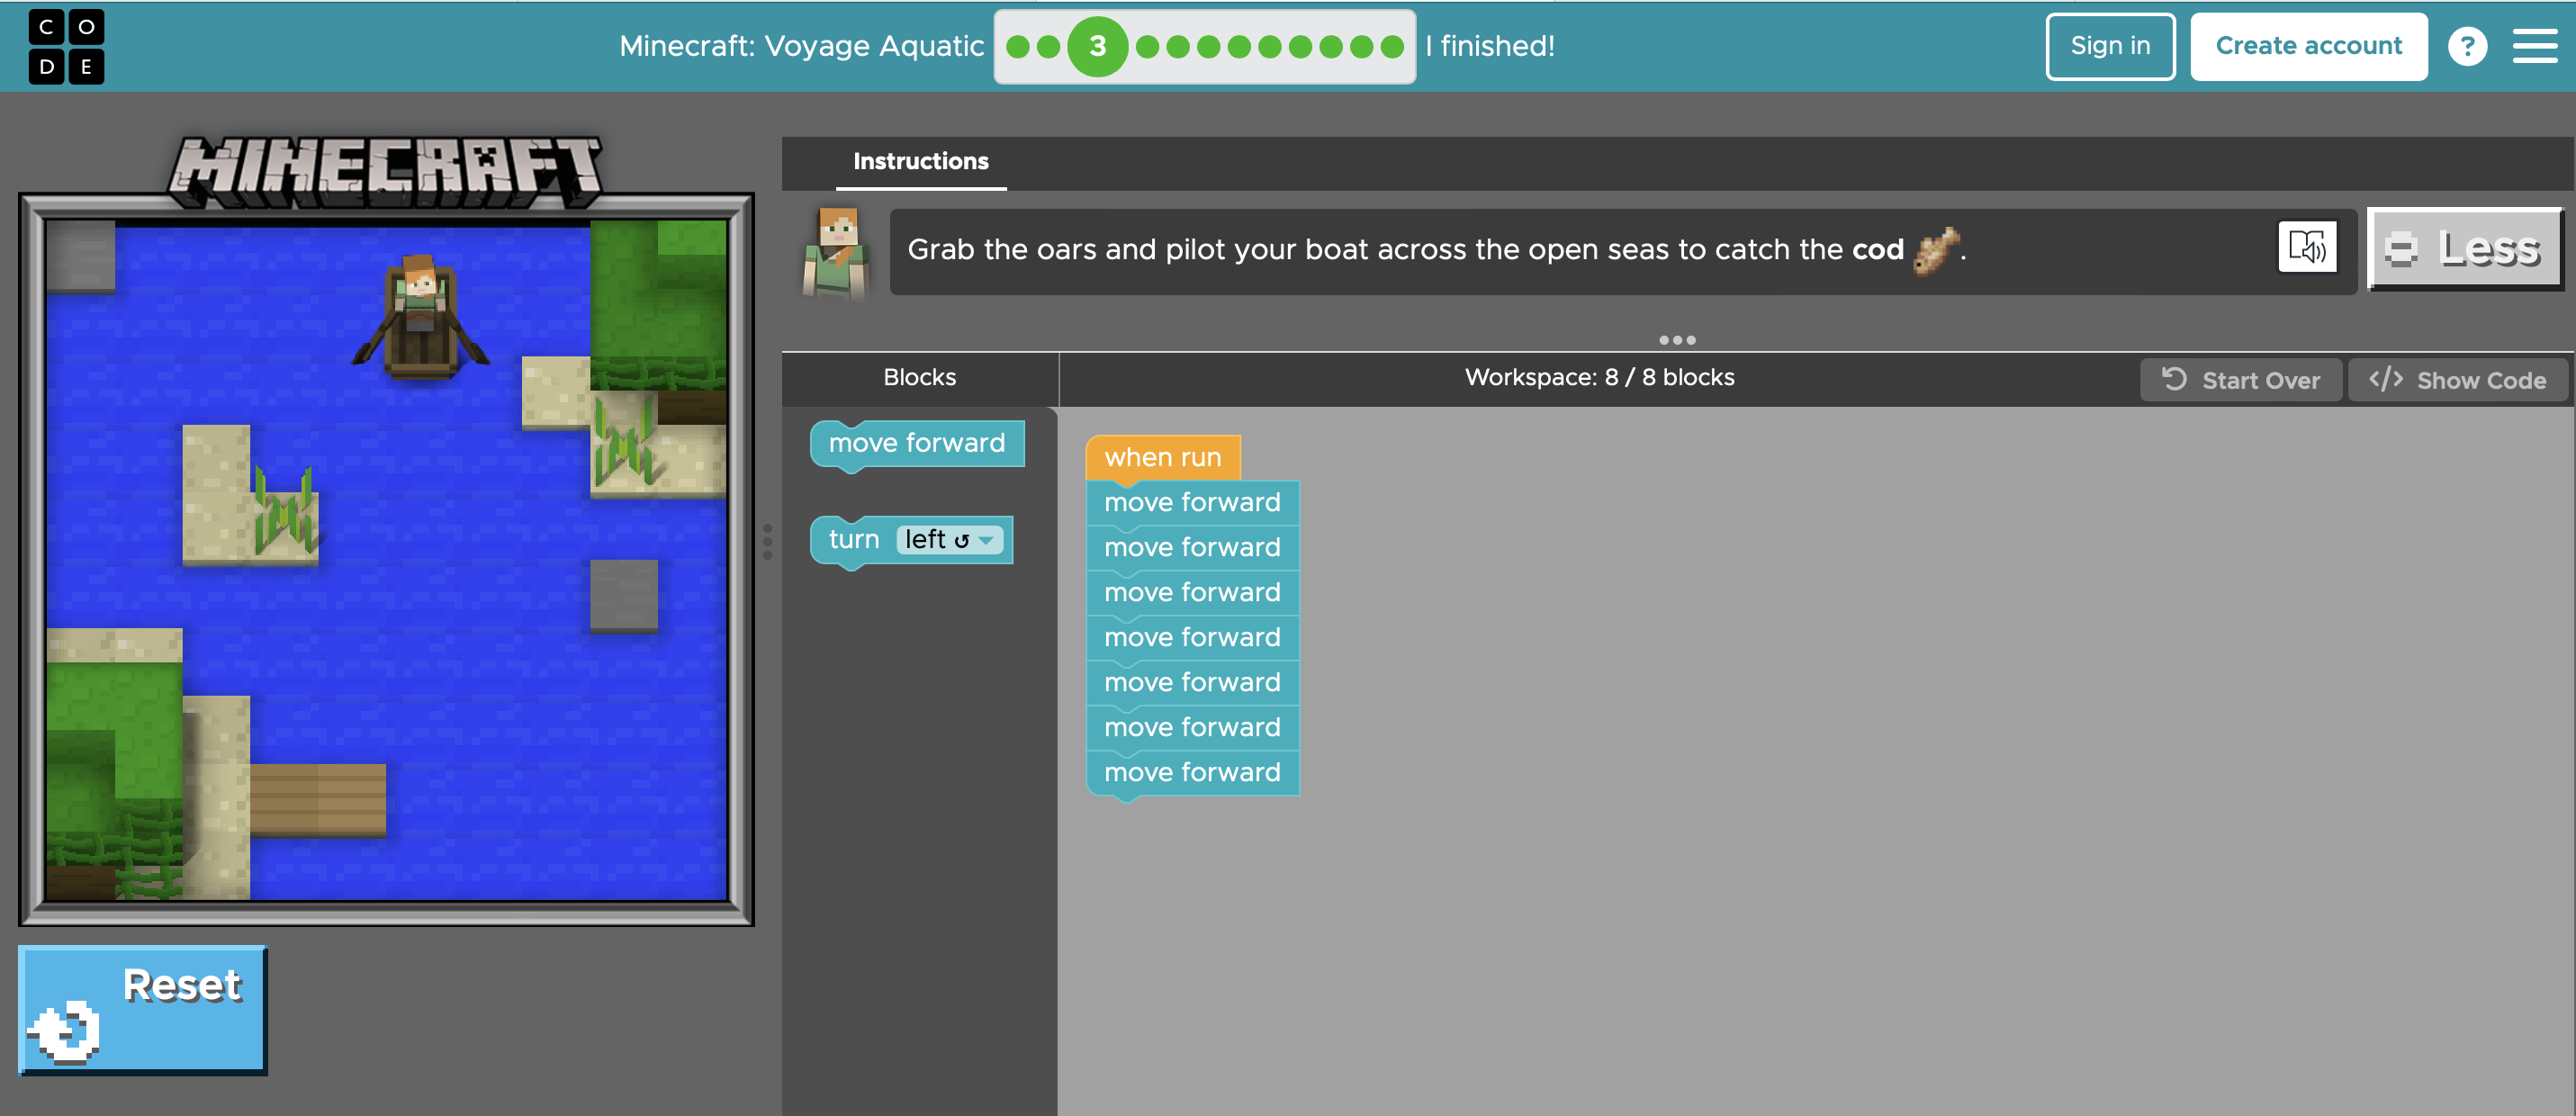 CODE
Minecraft: Voyage Aquatic 3 I finished!
Sign in
Create account
?
MINECRAFT
Instructions
Grab the oars and pilot your boat across the open seas to catch the cod .
Less
Blocks
Workspace: 8 / 8 blocks
Start Over
</> Show Code
move forward
turn left ↺
when run
move forward
move forward
move forward
move forward
move forward
move forward
move forward
Reset